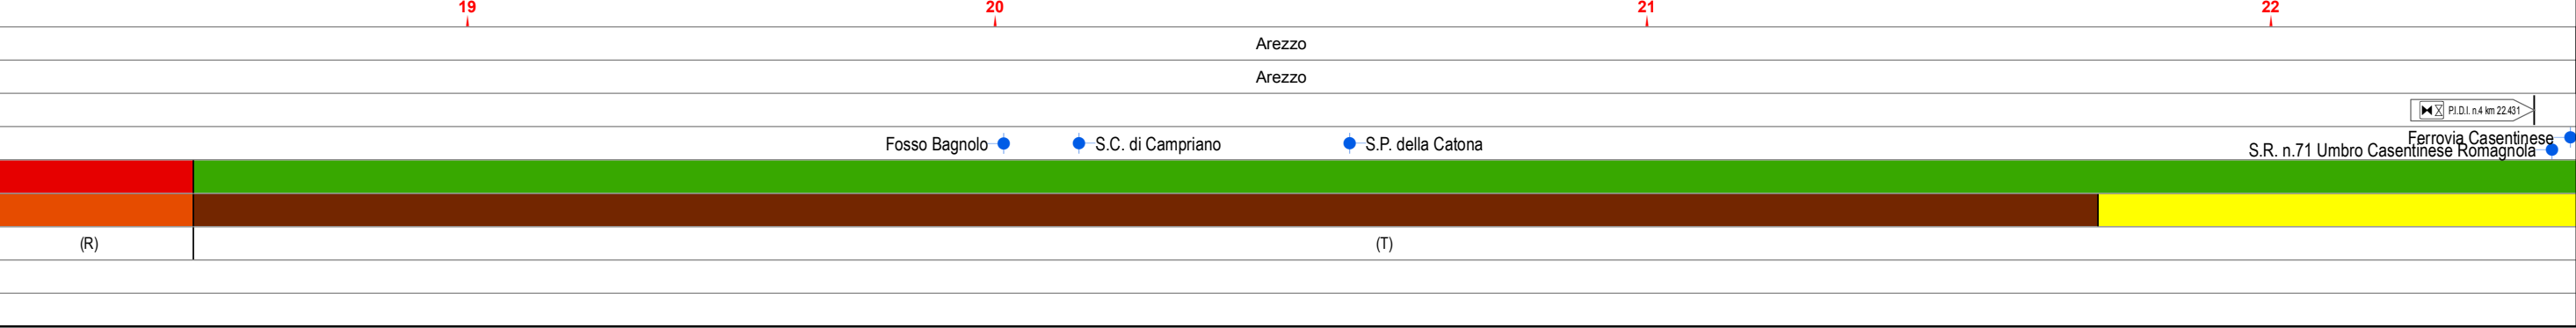 19 20 21 22
Arezzo
Arezzo
P.I.D.I. n.4 km 22.431
Fosso Bagnolo S.C. di Campriano S.P. della Catona Ferrovia Casentinese
S.R. n.71 Umbro Casentinese Romagnola
(R) (T)